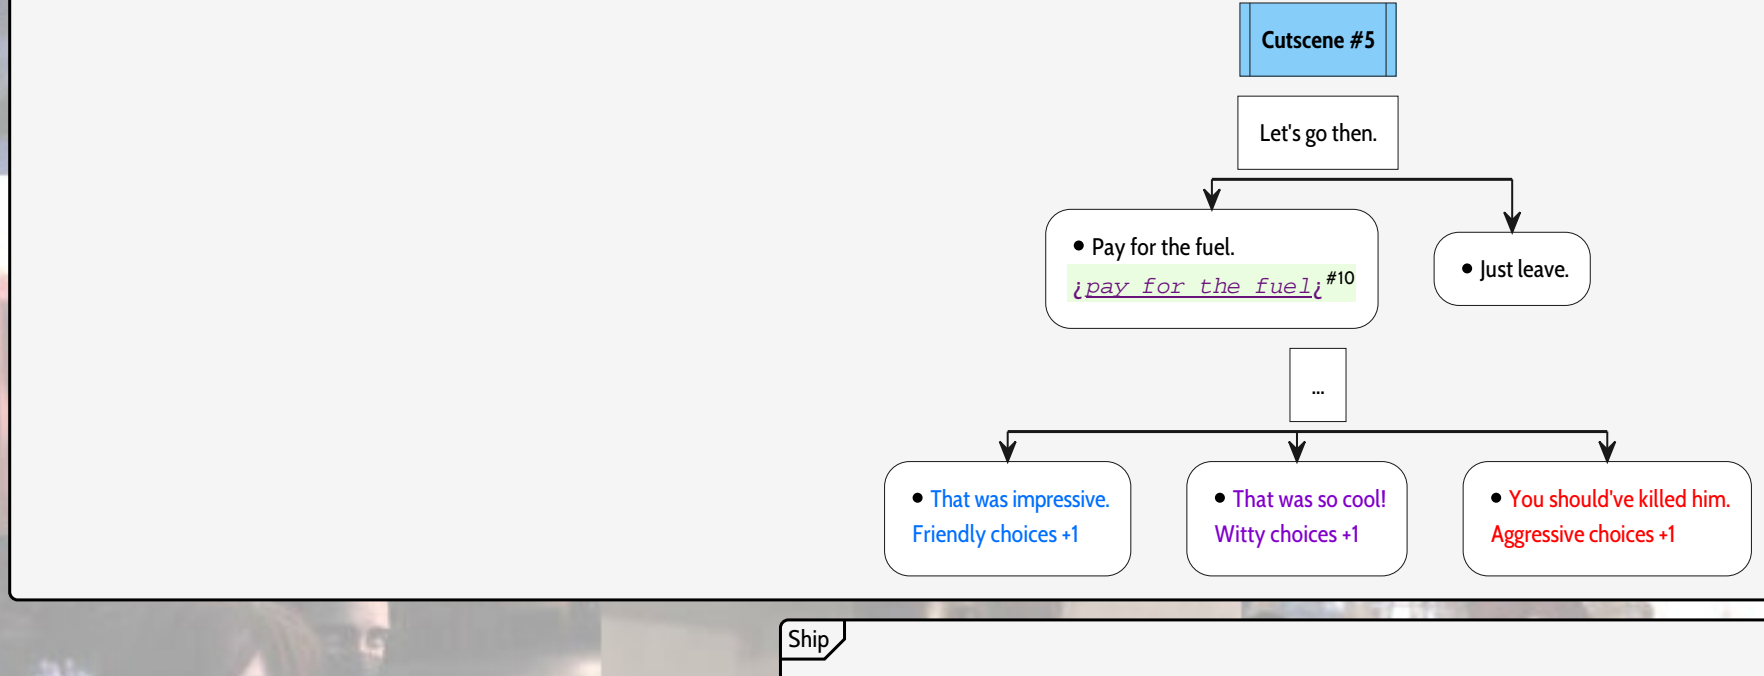 Cutscene #5
Let's go then.
• Pay for the fuel.
¿pay for the fuel¿#10
• Just leave.
...
• That was impressive.
Friendly choices +1
• That was so cool!
Witty choices +1
• You should've killed him.
Aggressive choices +1
Ship